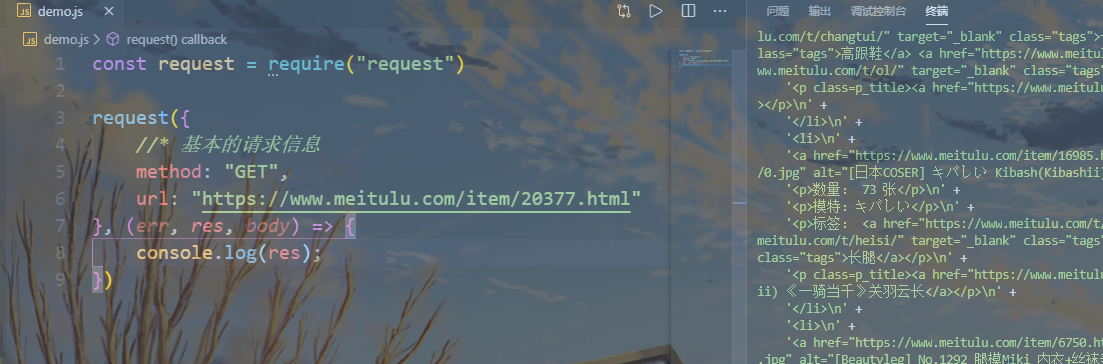 demo.js
demo.js > request() callback
1 const request = require("request")
2
3 request({
4 //* 基本的请求信息
5 method: "GET",
6 url: "https://www.meitulu.com/item/20377.html"
7 }, (err, res, body) => {
8 console.log(res);
9 })
问题 输出 调试控制台 终端
lu.com/t/changtui/" target="_blank" class="tags">
lass="tags">高跟鞋</a> <a href="https://www.meitul
ww.meitulu.com/t/ol/" target="_blank" class="tags
'<p class=p_title><a href="https://www.meitulu
></p>\n' +
'</li>\n' +
'<li>\n' +
'<a href="https://www.meitulu.com/item/16985.h
/0.jpg" alt="[日本COSER] キバしい Kibash(Kibashii)
'<p>数量： 73 张</p>\n' +
'<p>模特：キバしい</p>\n' +
'<p>标签： <a href="https://www.meitulu.com/t/
meitulu.com/t/heisi/" target="_blank" class="tags
class="tags">长腿</a></p>\n' +
'<p class=p_title><a href="https://www.meitulu
ii) 《一骑当千》关羽云长</a></p>\n' +
'</li>\n' +
'<li>\n' +
'<a href="https://www.meitulu.com/item/6750.ht
.jpg" alt="[Beautyleg] No.1292 腿模Miki 内衣+丝袜